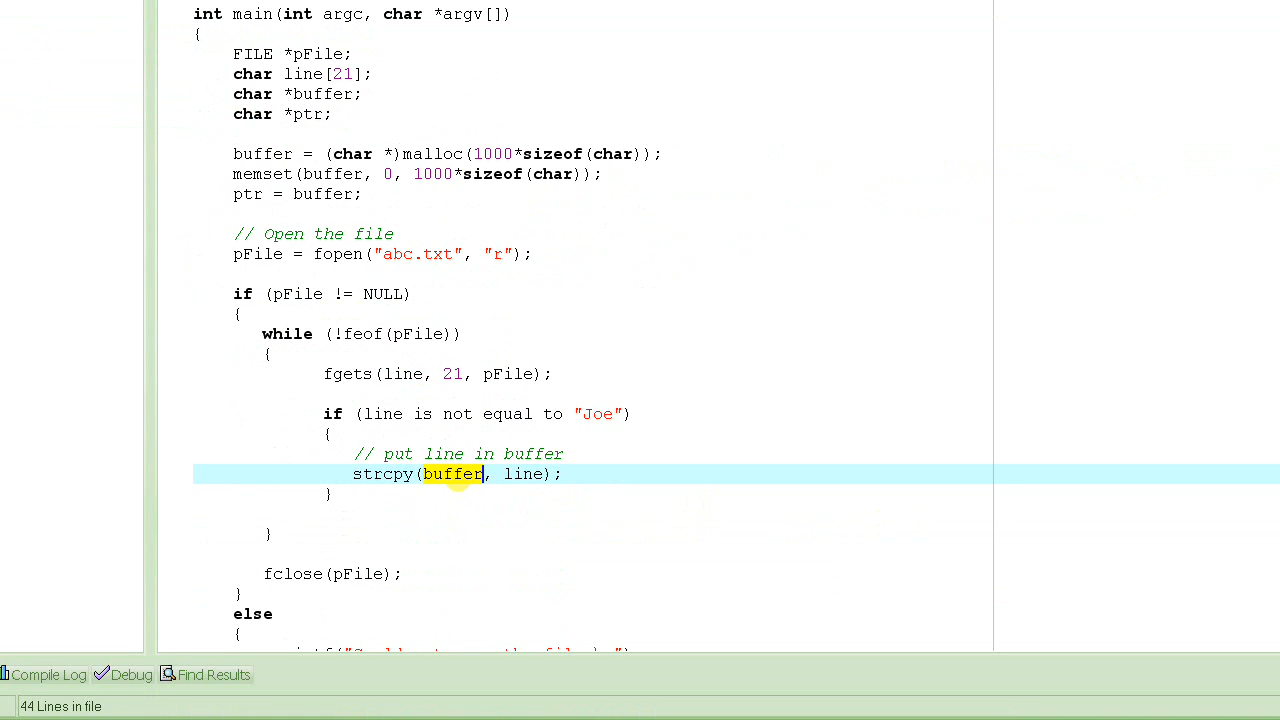 int main(int argc, char *argv[])
{
FILE *pFile;
char line[21];
char *buffer;
char *ptr;
buffer = (char *)malloc(1000*sizeof(char));
memset(buffer, 0, 1000*sizeof(char));
ptr = buffer;
// Open the file
pFile = fopen("abc.txt", "r");
if (pFile != NULL)
{
while (!feof(pFile))
{
fgets(line, 21, pFile);
if (line is not equal to "Joe")
{
// put line in buffer
strcpy(buffer, line);
}
}
fclose(pFile);
}
else
{
Compile Log Debug Find Results
44 Lines in file